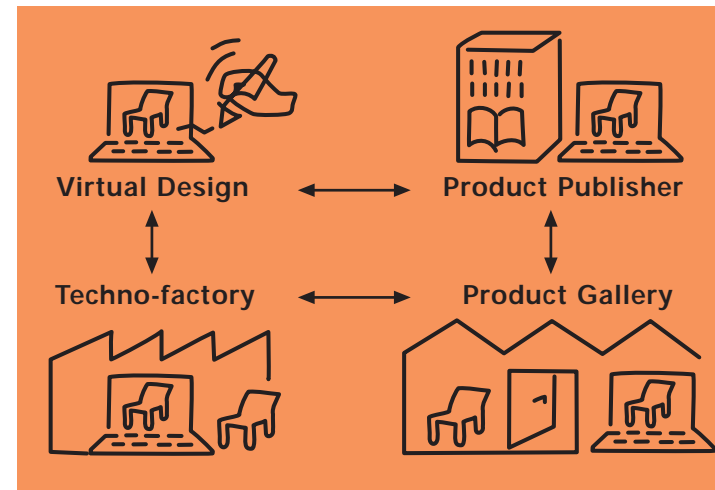 Virtual Design
Product Publisher
Techno-factory
Product Gallery